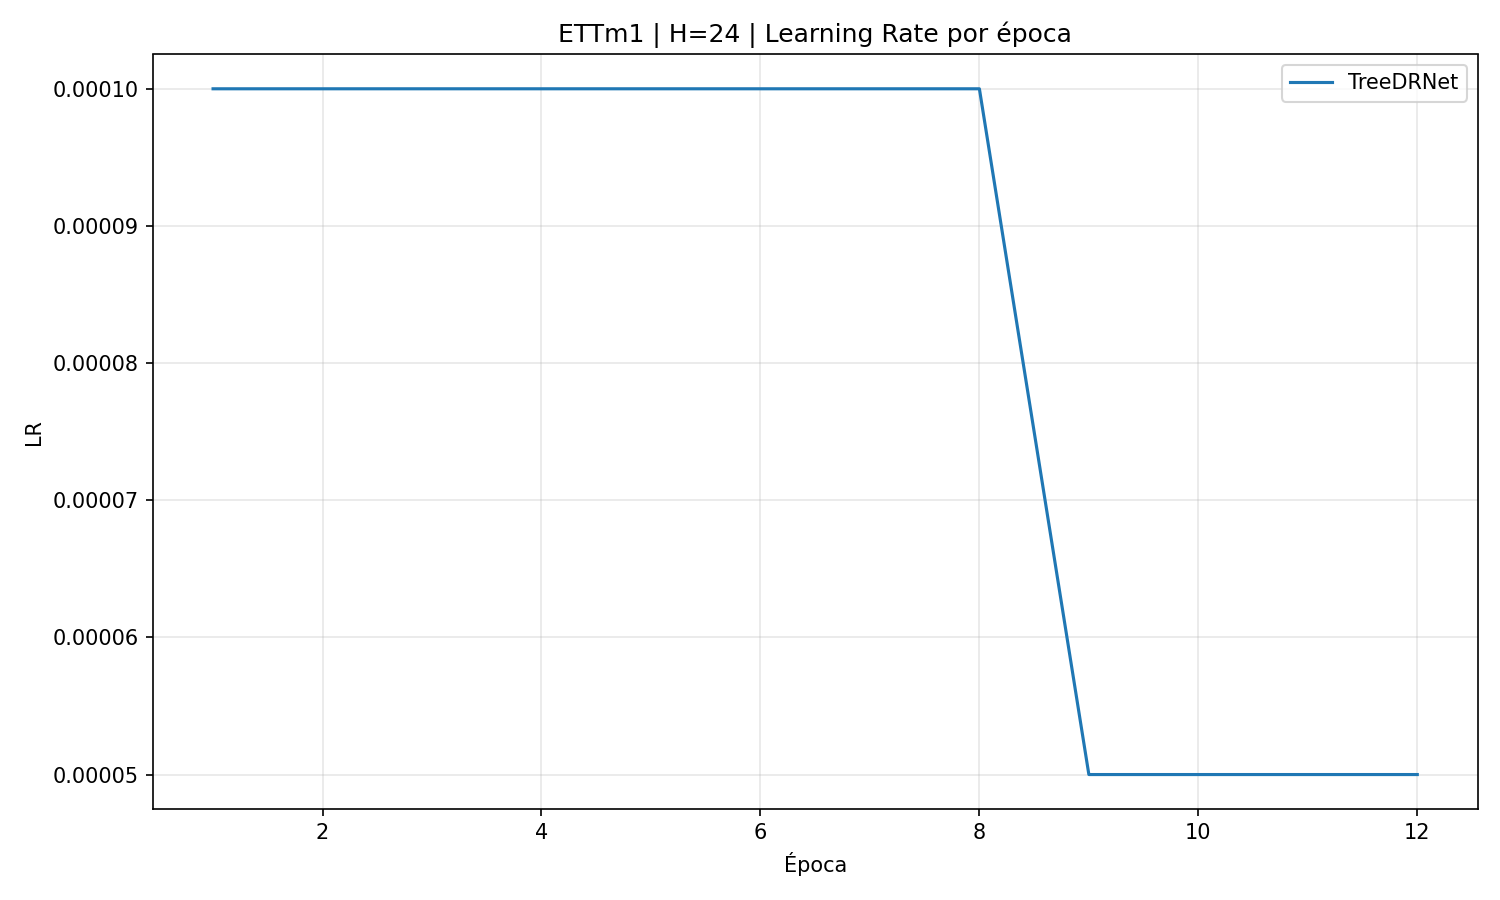 ETTm1 | H=24 | Learning Rate por época
TreeDRNet
0.00010
0.00009
0.00008
0.00007
0.00006
0.00005
LR
2 4 6 8 10 12
Época